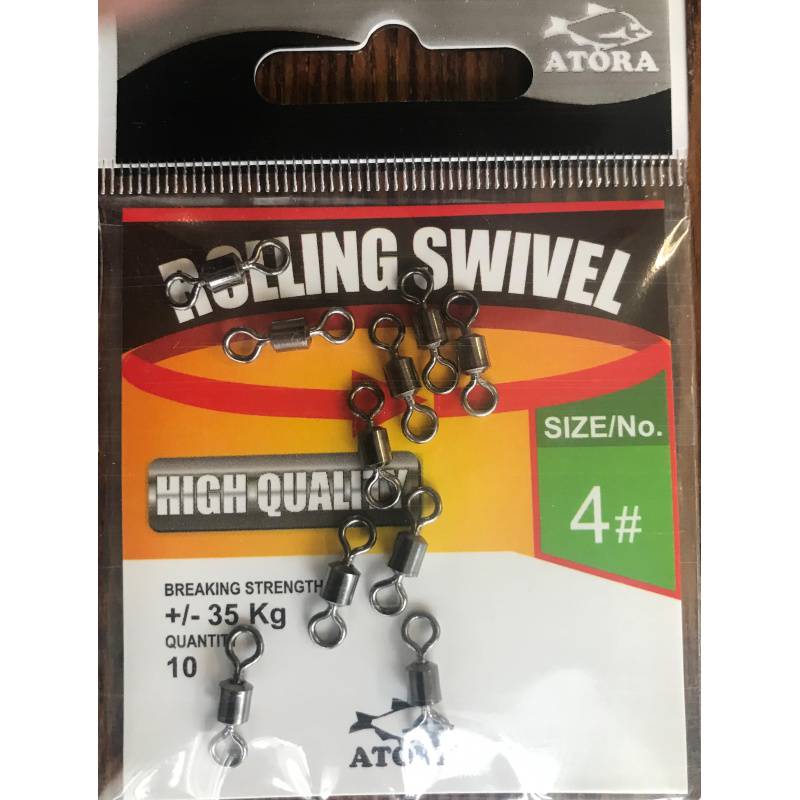 ATORA
ROLLING SWIVEL
SIZE/No.
4#
HIGH QUALITY
BREAKING STRENGTH
+/- 35 Kg
QUANTITY
10
ATORA